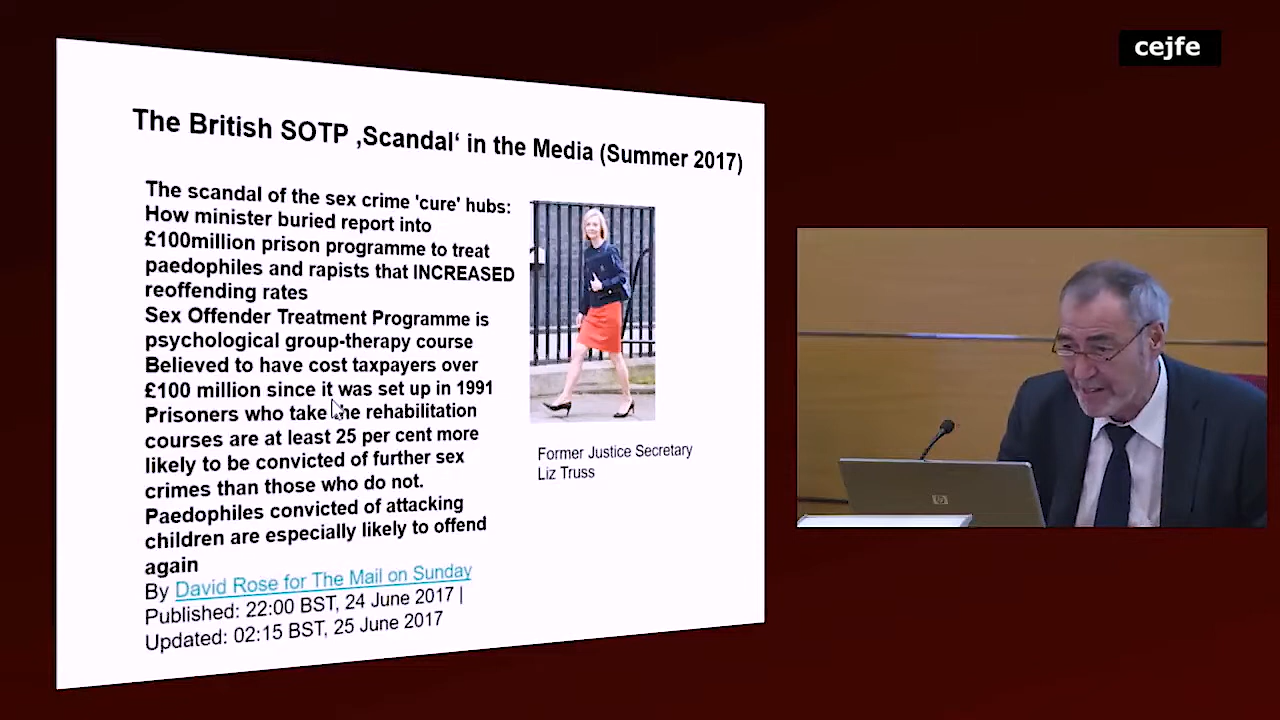 cejfe
The British SOTP ‚Scandal‘ in the Media (Summer 2017)
The scandal of the sex crime 'cure' hubs:
How minister buried report into
£100million prison programme to treat
paedophiles and rapists that INCREASED
reoffending rates
Sex Offender Treatment Programme is
psychological group-therapy course
Believed to have cost taxpayers over
£100 million since it was set up in 1991
Prisoners who take the rehabilitation
courses are at least 25 per cent more
likely to be convicted of further sex
crimes than those who do not.
Paedophiles convicted of attacking
children are especially likely to offend
again
By David Rose for The Mail on Sunday
Published: 22:00 BST, 24 June 2017 |
Updated: 02:15 BST, 25 June 2017
Former Justice Secretary
Liz Truss
hp